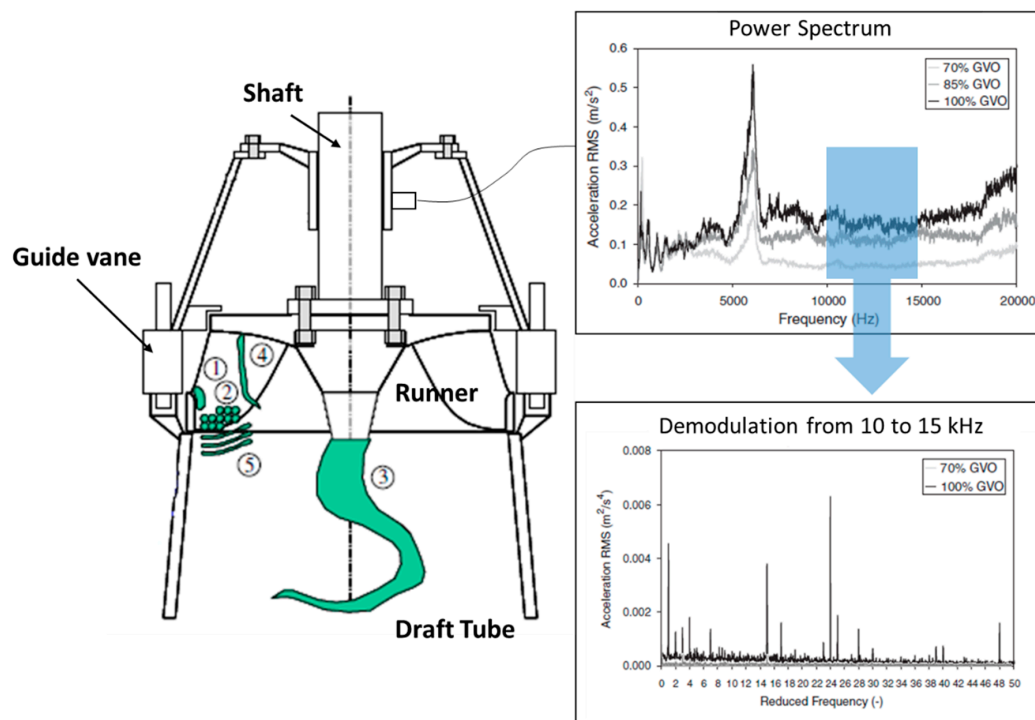 Shaft
Guide vane
Runner
Draft Tube
①
②
③
④
⑤
Power Spectrum
Acceleration RMS (m/s²)
0.6
0.5
0.4
0.3
0.2
0.1
0.0
70% GVO
85% GVO
100% GVO
0 5000 10000 15000 20000
Frequency (Hz)
Demodulation from 10 to 15 kHz
Acceleration RMS (m²/s⁴)
0.008
0.006
0.004
0.002
0.000
70% GVO
100% GVO
0 2 4 6 8 10 12 14 16 18 20 22 24 26 28 30 32 34 36 38 40 42 44 46 48 50
Reduced Frequency (-)